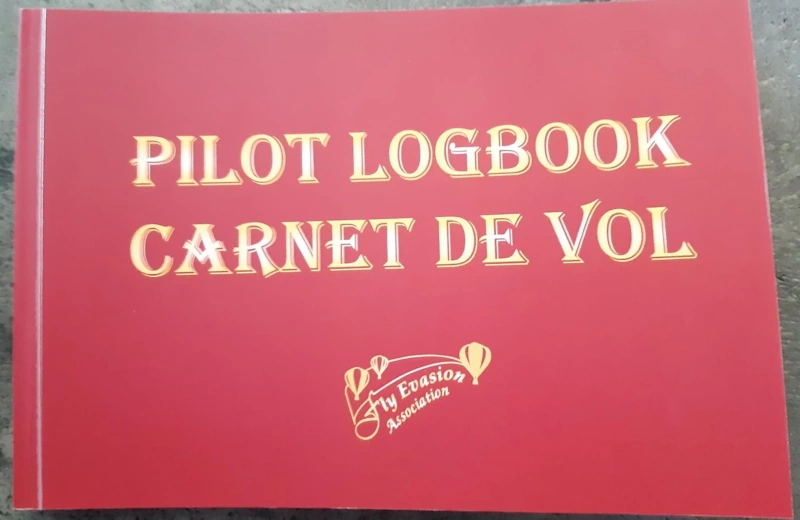 PILOT LOGBOOK
CARNET DE VOL
Fly Evasion
Association